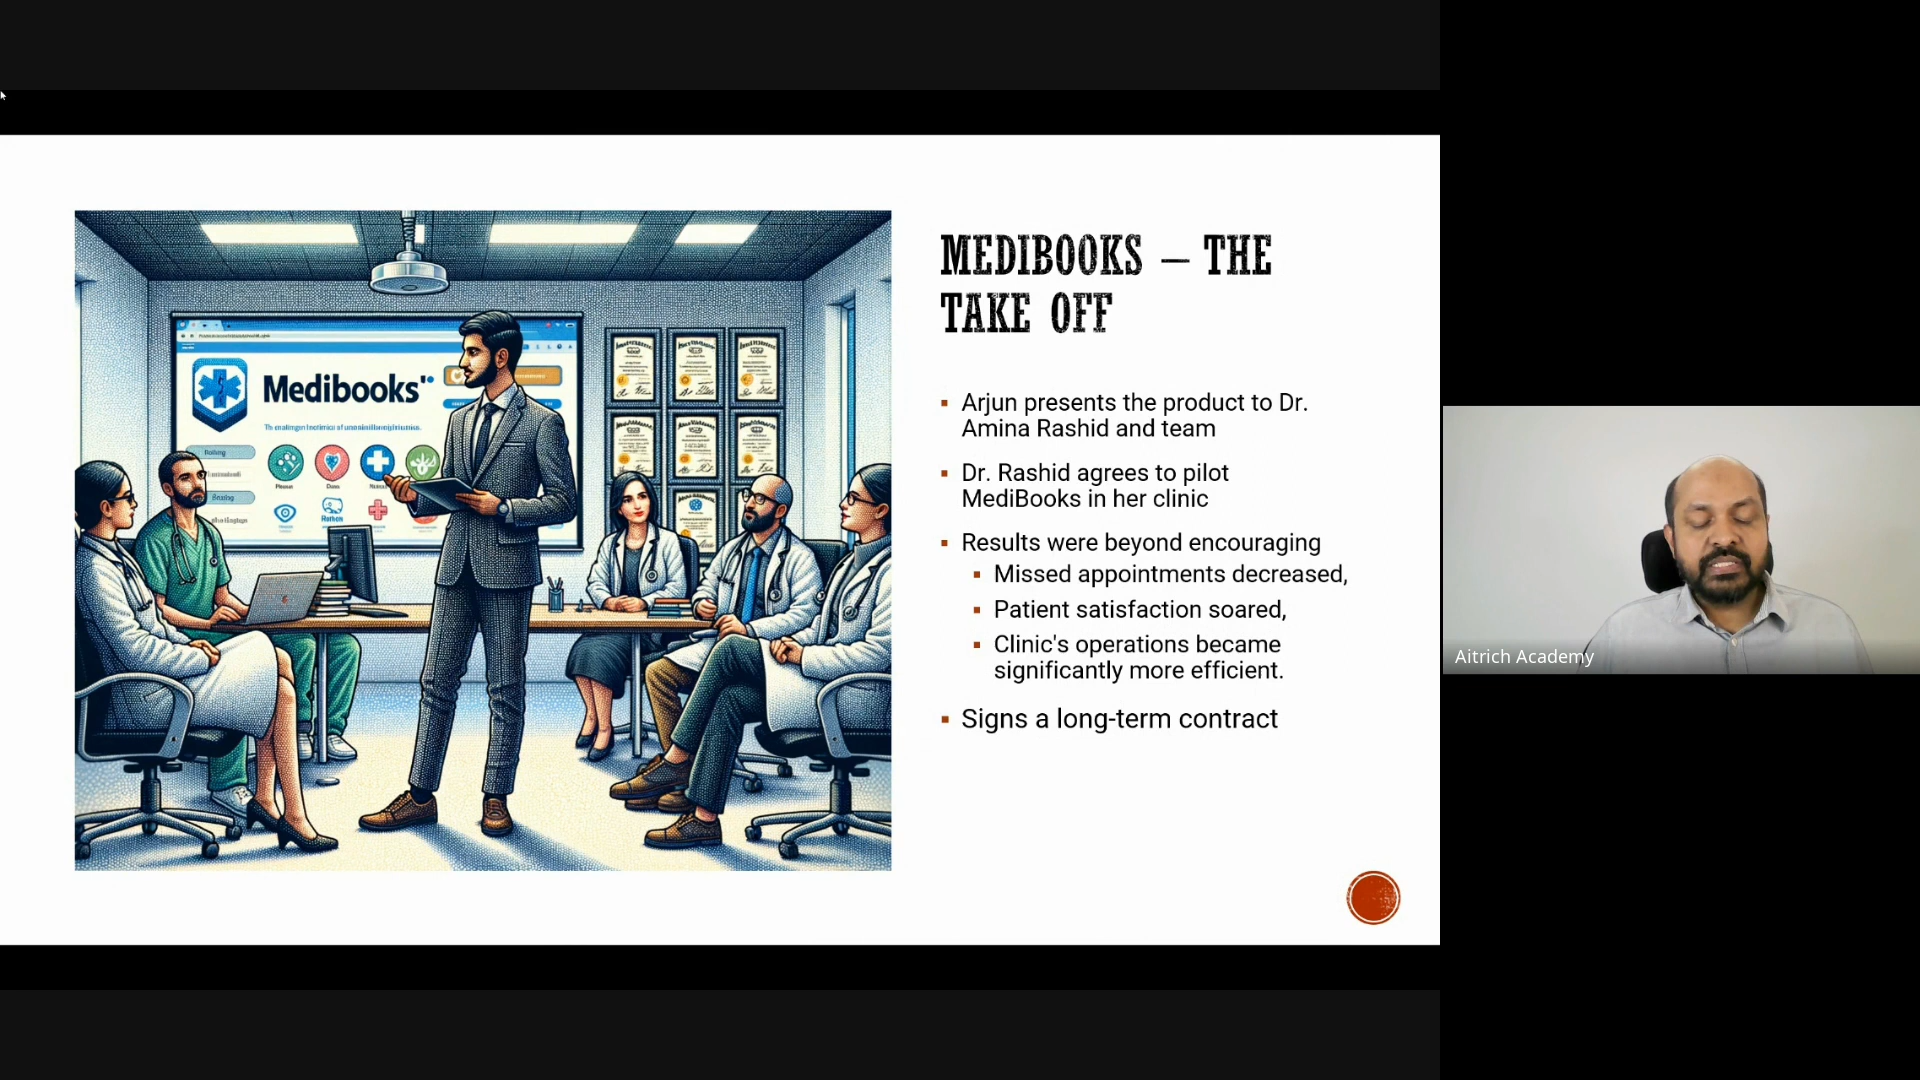 Medibooks
MEDIBOOKS – THE
TAKE OFF
▪ Arjun presents the product to Dr.
Amina Rashid and team
▪ Dr. Rashid agrees to pilot
MediBooks in her clinic
▪ Results were beyond encouraging
▪ Missed appointments decreased,
▪ Patient satisfaction soared,
▪ Clinic's operations became
significantly more efficient.
▪ Signs a long-term contract
Aitrich Academy